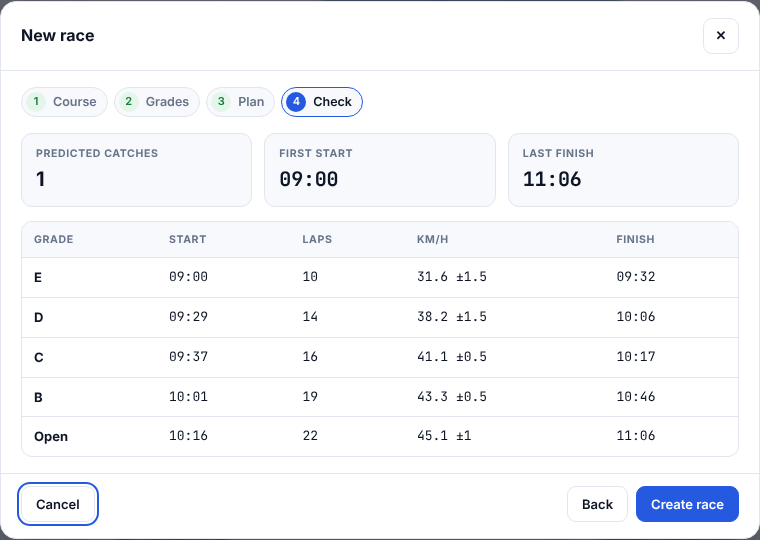 New race
×
1 Course 2 Grades 3 Plan 4 Check
PREDICTED CATCHES FIRST START LAST FINISH
1 09:00 11:06
GRADE START LAPS KM/H FINISH
E 09:00 10 31.6 ±1.5 09:32
D 09:29 14 38.2 ±1.5 10:06
C 09:37 16 41.1 ±0.5 10:17
B 10:01 19 43.3 ±0.5 10:46
Open 10:16 22 45.1 ±1 11:06
Cancel Back Create race